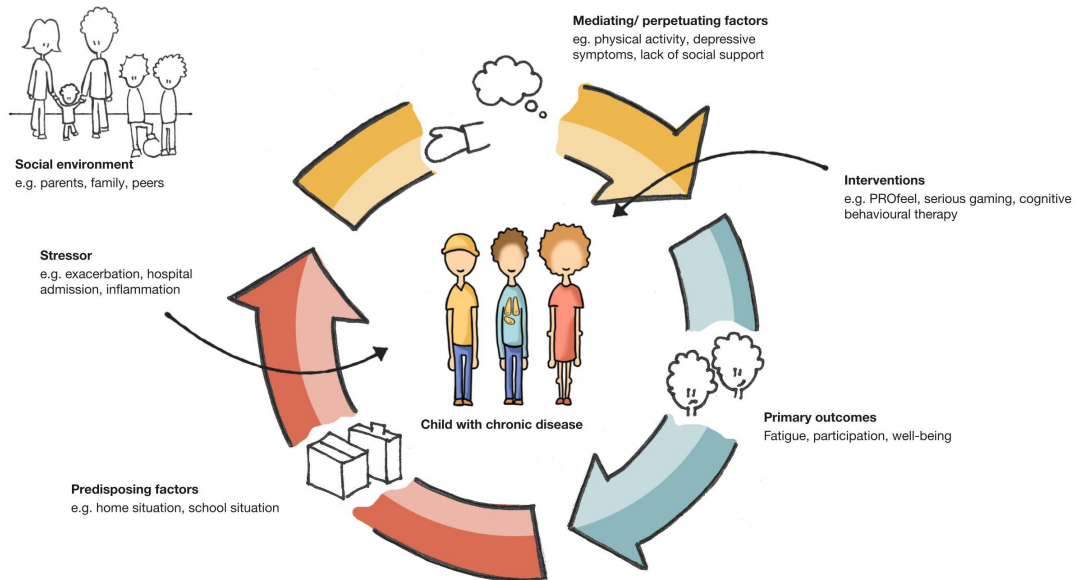 Mediating/ perpetuating factors
eg. physical activity, depressive
symptoms, lack of social support
Social environment
e.g. parents, family, peers
Interventions
e.g. PROfeel, serious gaming, cognitive
behavioural therapy
Stressor
e.g. exacerbation, hospital
admission, inflammation
Child with chronic disease
Primary outcomes
Fatigue, participation, well-being
Predisposing factors
e.g. home situation, school situation